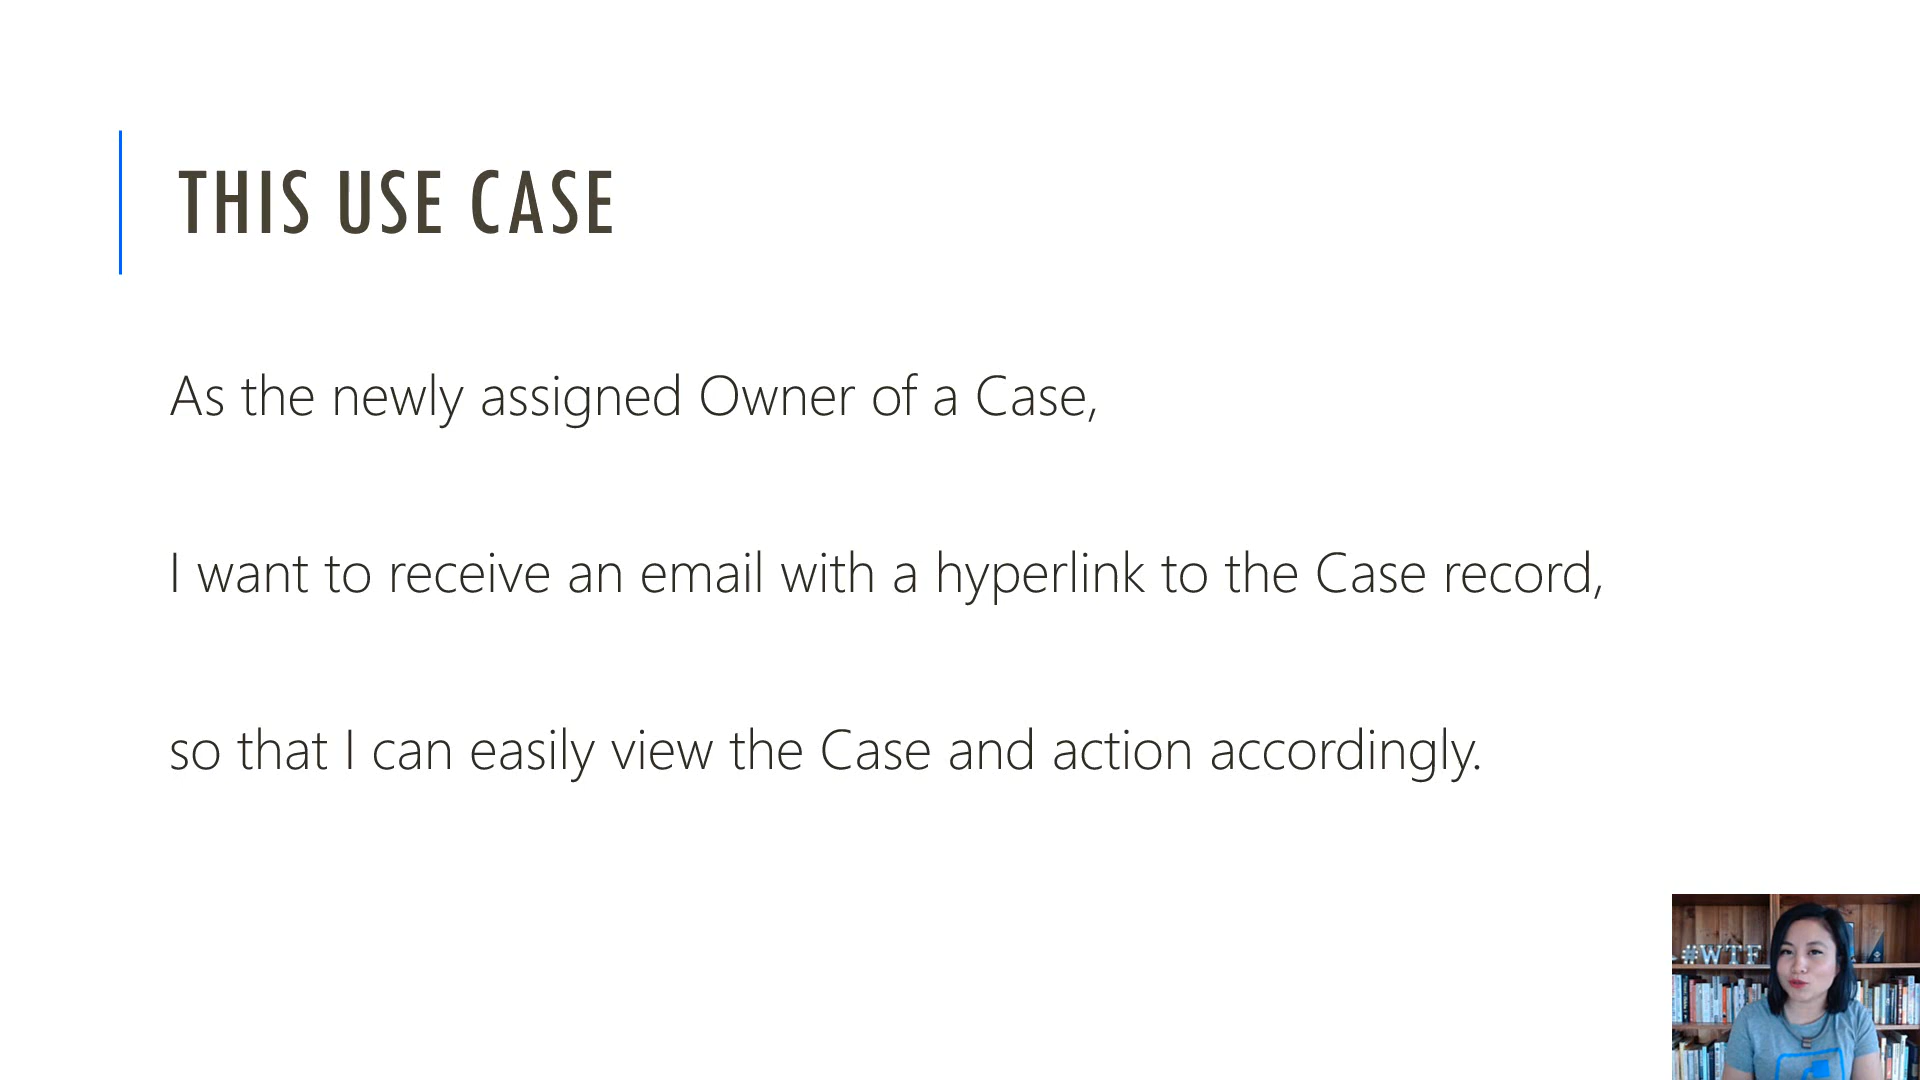 THIS USE CASE
As the newly assigned Owner of a Case,
I want to receive an email with a hyperlink to the Case record,
so that I can easily view the Case and action accordingly.
#WTF